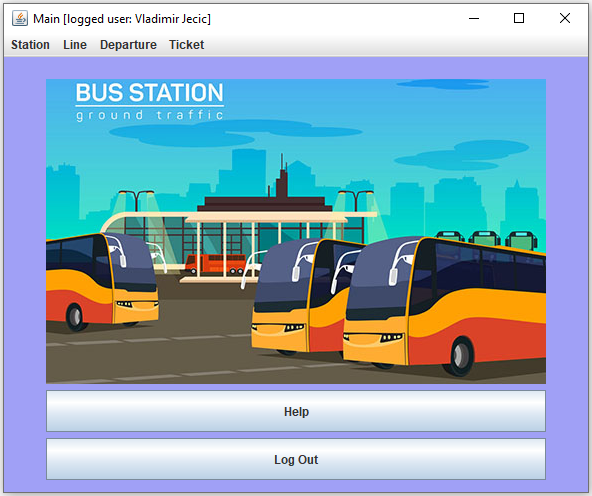 Main [logged user: Vladimir Jecic]
Station Line Departure Ticket
BUS STATION
ground traffic
Help
Log Out